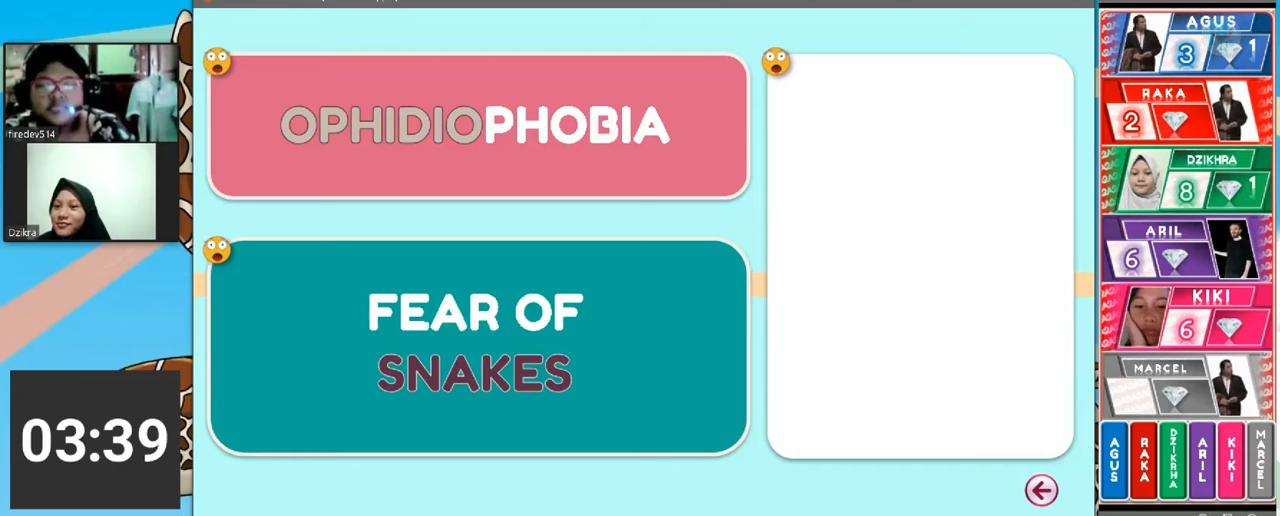 firedev514
Dzikra
03:39
OPHIDIOPHOBIA
FEAR OF
SNAKES
AGUS
3
1
RAKA
2
DZIKHRA
8
1
ARIL
6
KIKI
6
MARCEL
AGUS
RAKA
DZIKRHA
ARIL
KIKI
MARCEL